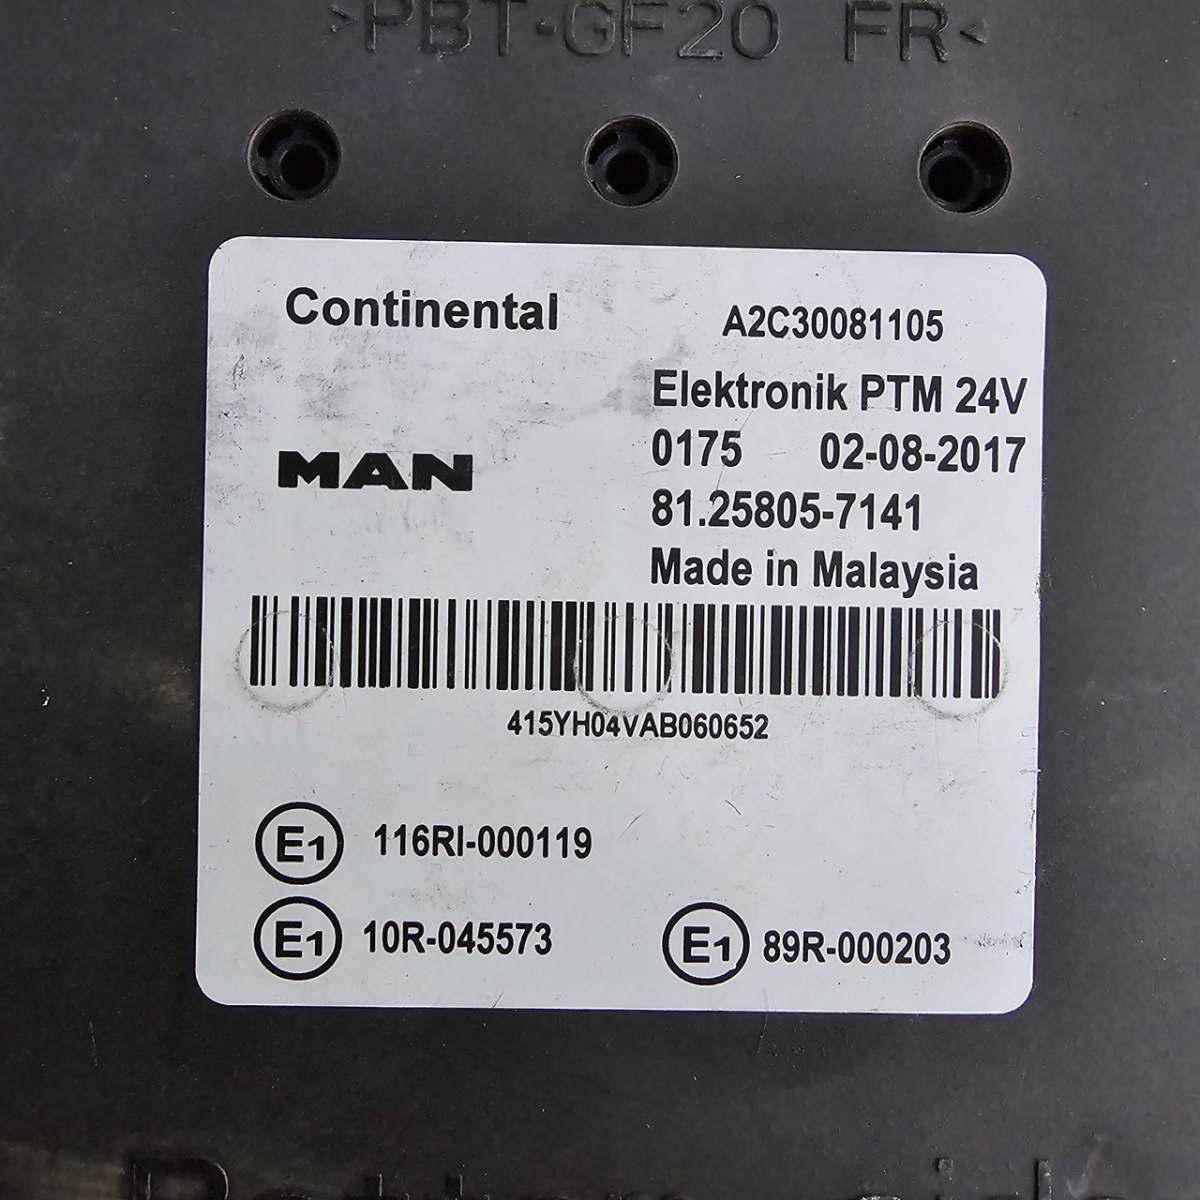 >PBT-GF20 FR<
Continental A2C30081105
Elektronik PTM 24V
MAN 0175 02-08-2017
81.25805-7141
Made in Malaysia
415YH04VAB060652
E1 116RI-000119
E1 10R-045573 E1 89R-000203